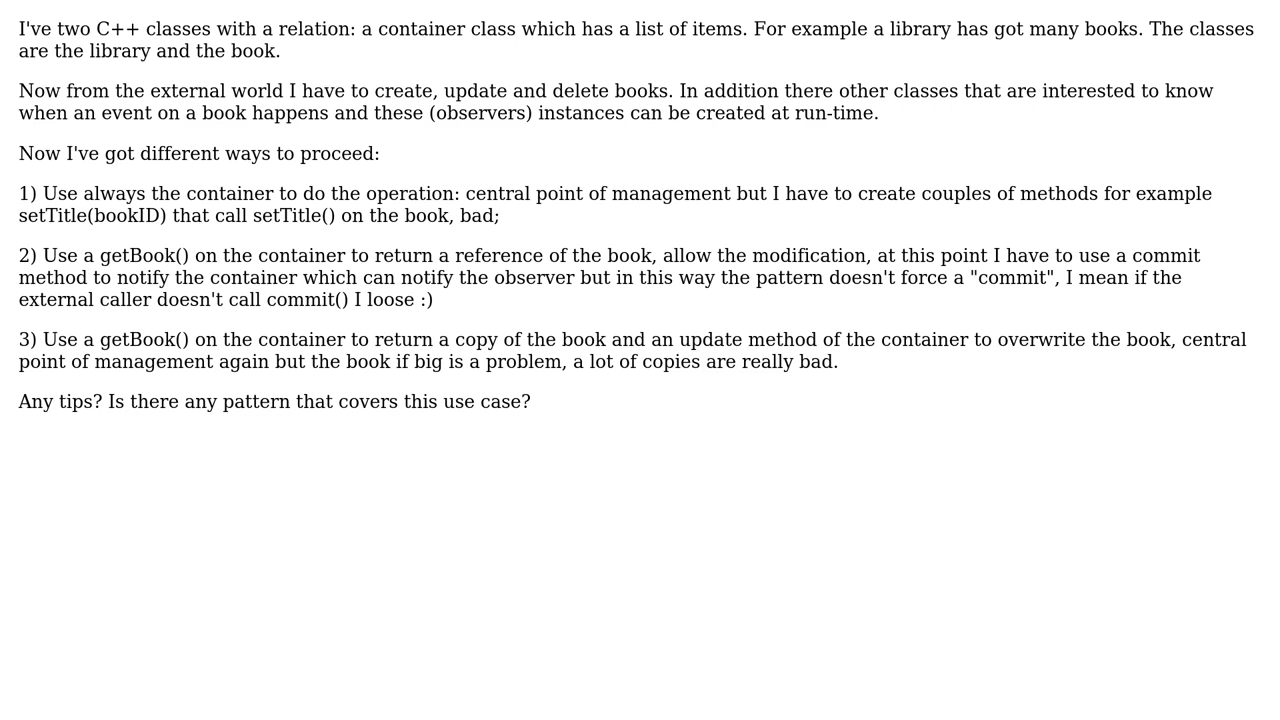 I've two C++ classes with a relation: a container class which has a list of items. For example a library has got many books. The classes
are the library and the book.
Now from the external world I have to create, update and delete books. In addition there other classes that are interested to know
when an event on a book happens and these (observers) instances can be created at run-time.
Now I've got different ways to proceed:
1) Use always the container to do the operation: central point of management but I have to create couples of methods for example
setTitle(bookID) that call setTitle() on the book, bad;
2) Use a getBook() on the container to return a reference of the book, allow the modification, at this point I have to use a commit
method to notify the container which can notify the observer but in this way the pattern doesn't force a "commit", I mean if the
external caller doesn't call commit() I loose :)
3) Use a getBook() on the container to return a copy of the book and an update method of the container to overwrite the book, central
point of management again but the book if big is a problem, a lot of copies are really bad.
Any tips? Is there any pattern that covers this use case?